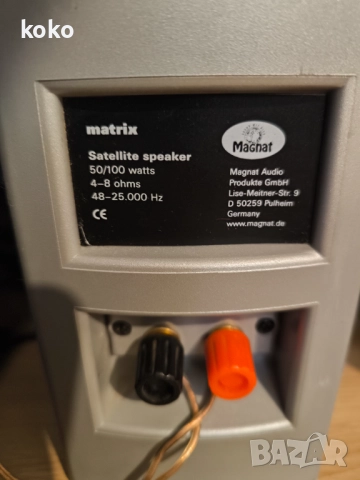 koko
matrix
Satellite speaker
50/100 watts
4–8 ohms
48–25.000 Hz
CE
Magnat
Magnat Audio
Produkte GmbH
Lise-Meitner-Str. 9
D 50259 Pulheim
Germany
www.magnat.de
BAZAR
bg